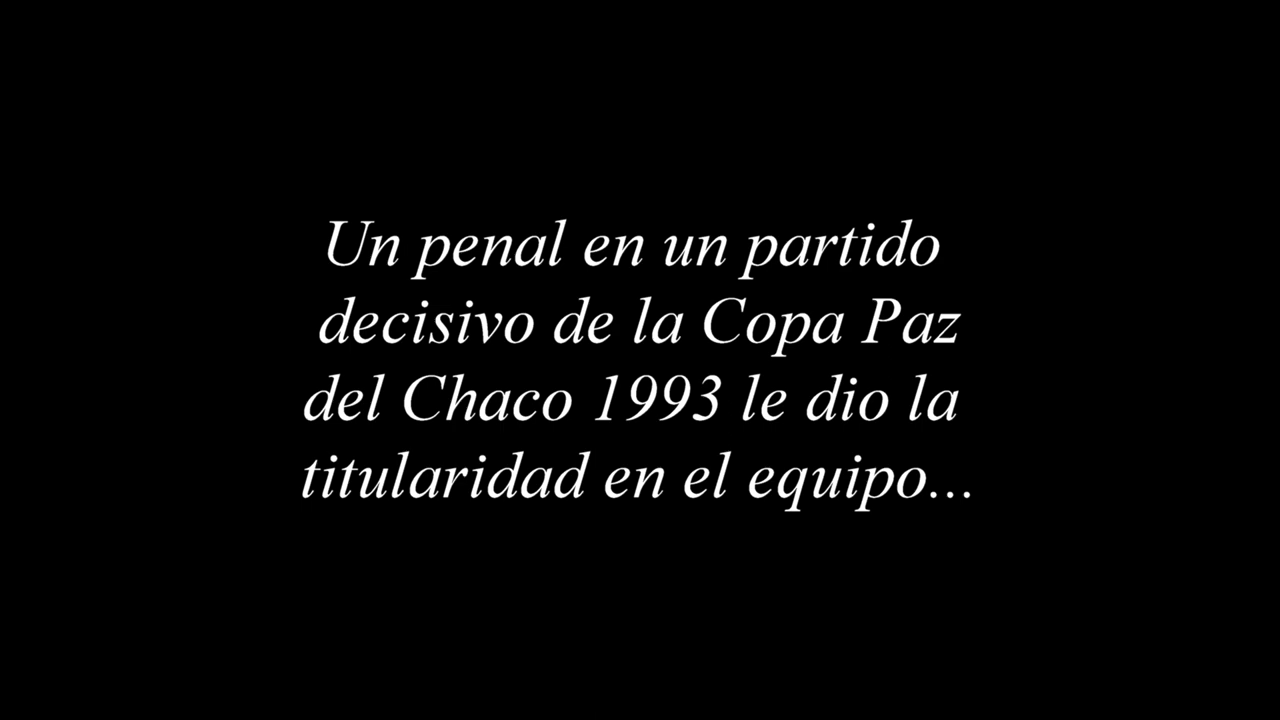 Un penal en un partido
decisivo de la Copa Paz
del Chaco 1993 le dio la
titularidad en el equipo...